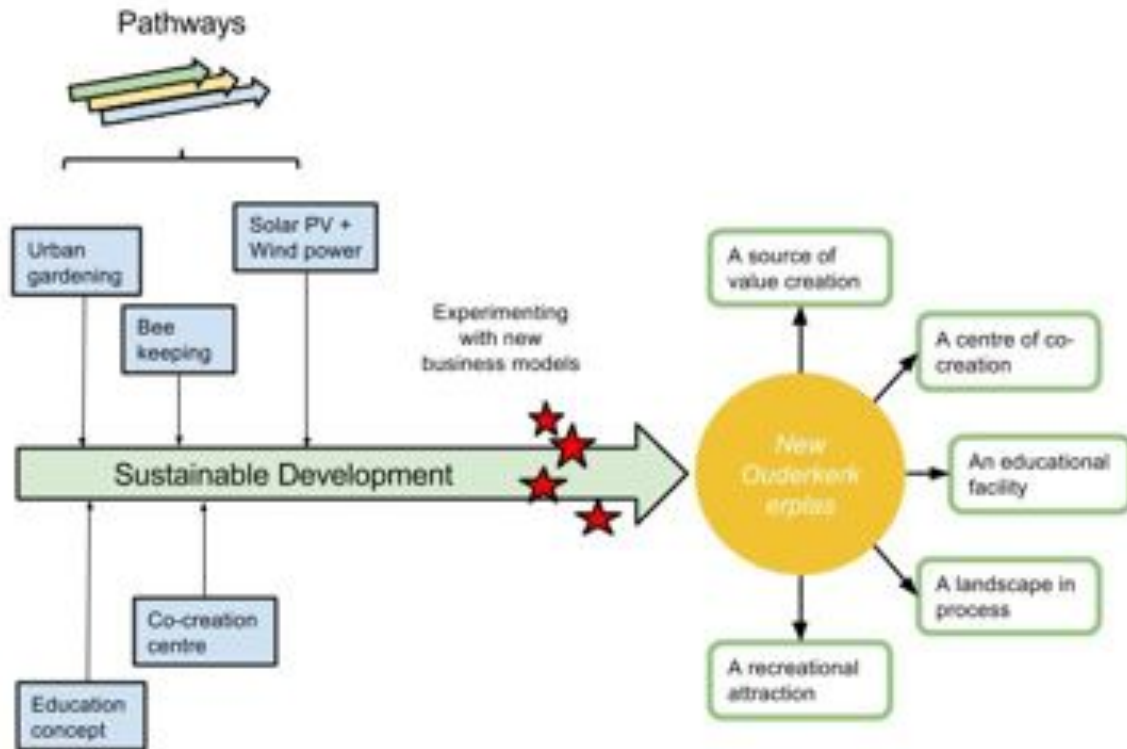 Pathways
Solar PV +
Wind power
Urban
gardening
Bee
keeping
Experimenting
with new
business models
Sustainable Development
Co-creation
centre
Education
concept
A source of
value creation
A centre of co-
creation
New
Ouderkerk
erplas
An educational
facility
A landscape in
process
A recreational
attraction